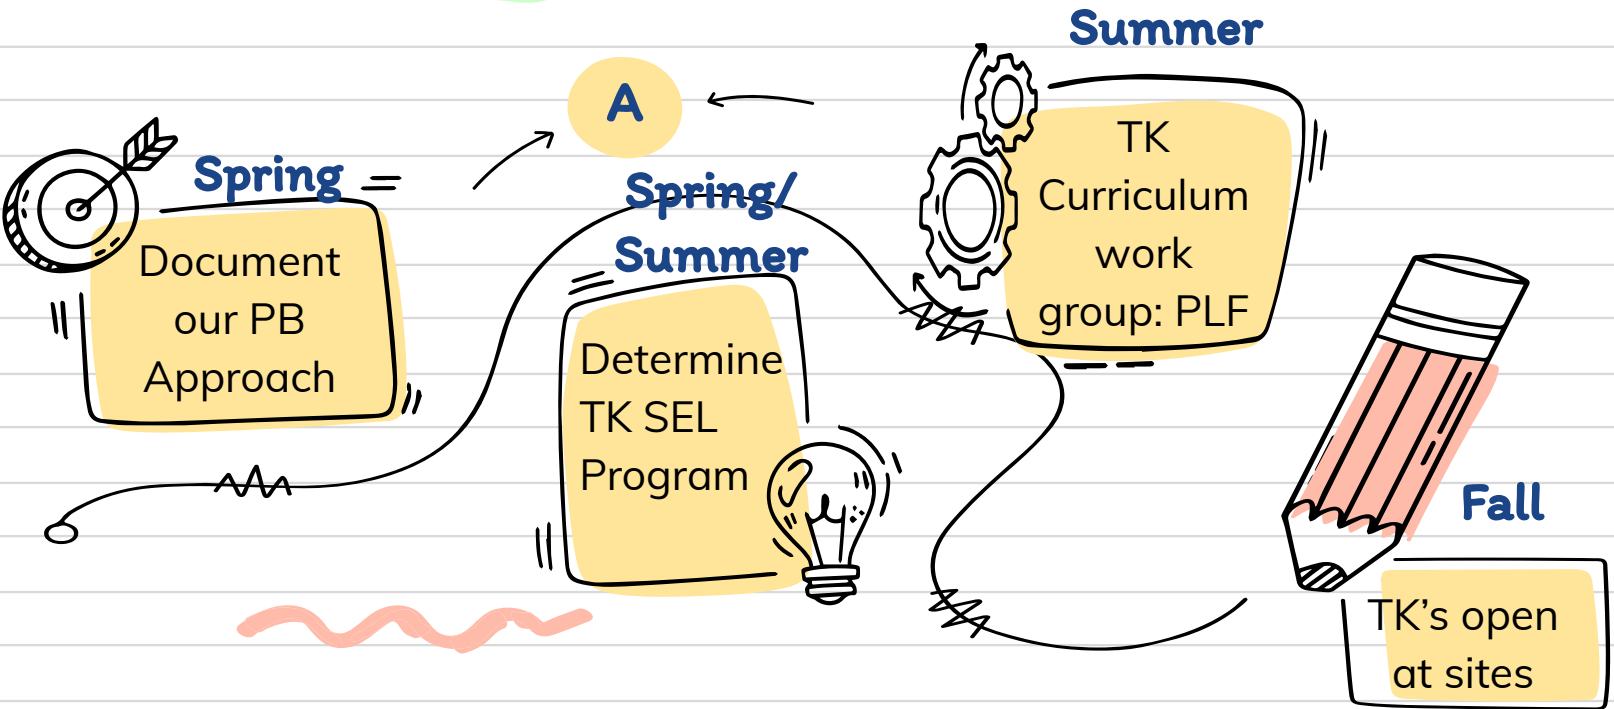 Spring
Document
our PB
Approach
A
Spring/
Summer
Determine
TK SEL
Program
Summer
TK
Curriculum
work
group: PLF
Fall
TK’s open
at sites